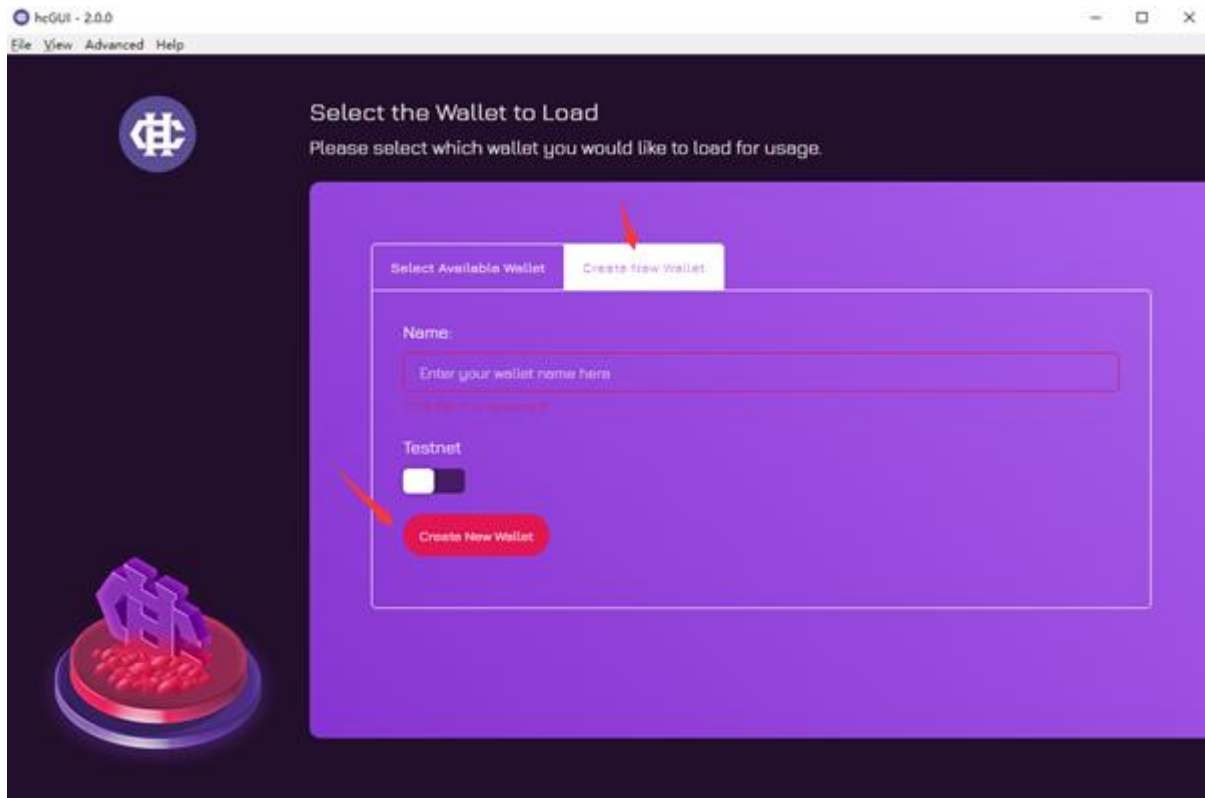 hcGUI - 2.0.0
File View Advanced Help
Select the Wallet to Load
Please select which wallet you would like to load for usage.
Select Available Wallet
Create New Wallet
Name:
Enter your wallet name here
Testnet
Create New Wallet